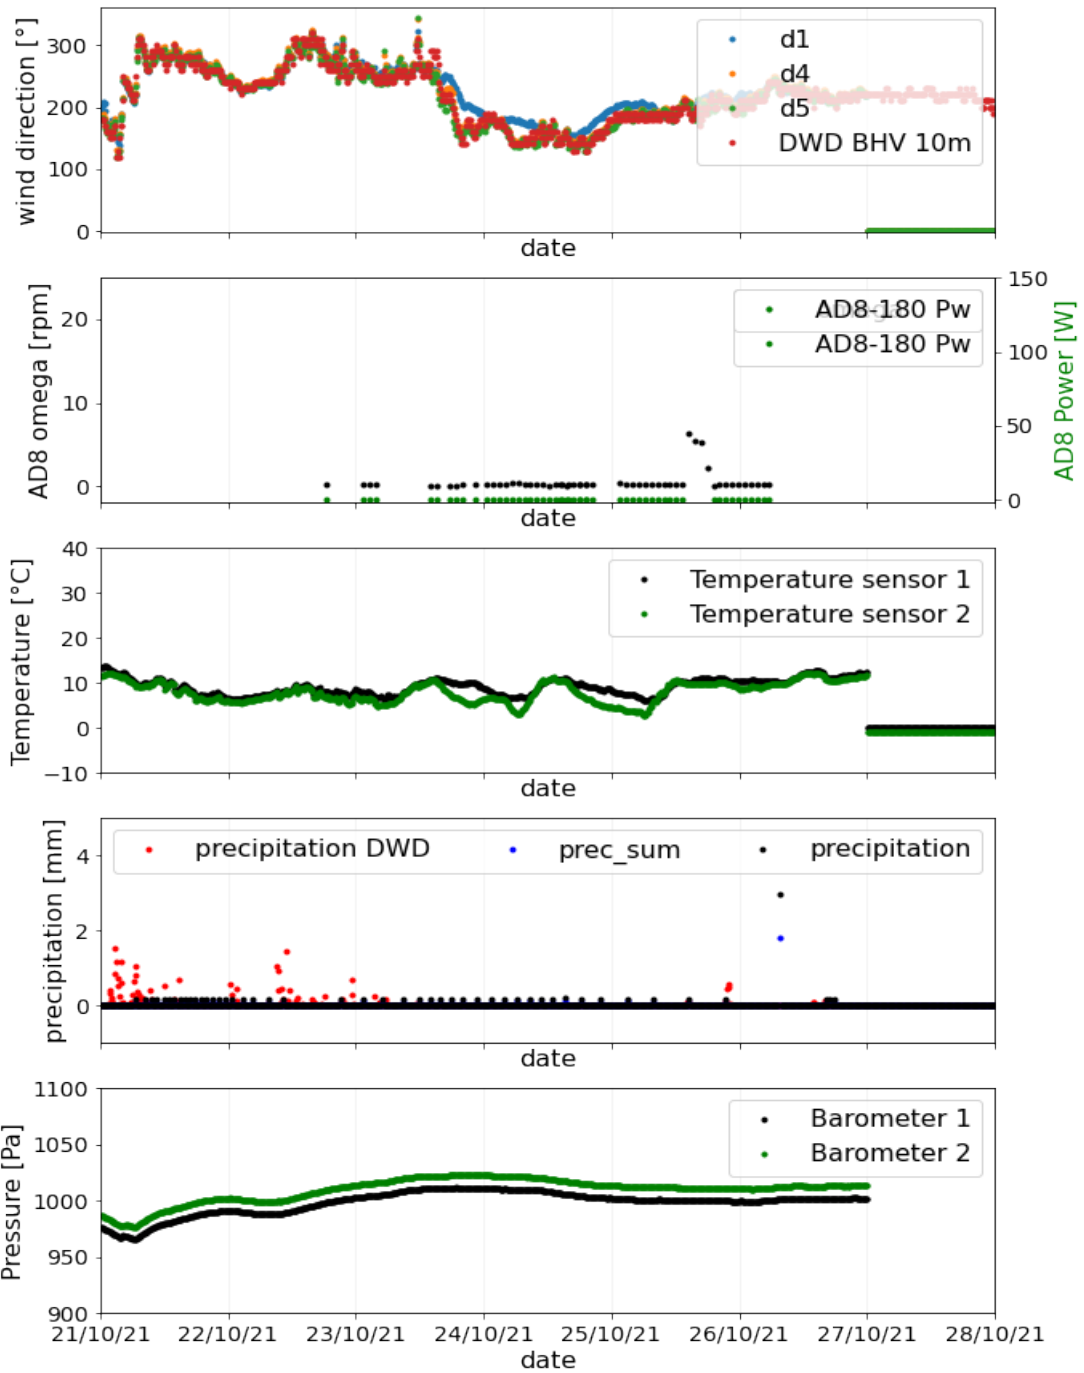 wind direction [°]
300
200
100
0
d1
d4
d5
DWD BHV 10m
date
AD8 omega [rpm]
20
10
0
AD8-180 Pw
AD8-180 Pw
150
100
50
0
AD8 Power [W]
date
Temperature [°C]
40
30
20
10
0
−10
Temperature sensor 1
Temperature sensor 2
date
precipitation [mm]
4
2
0
precipitation DWD
prec_sum
precipitation
date
Pressure [Pa]
1100
1050
1000
950
900
Barometer 1
Barometer 2
21/10/21 22/10/21 23/10/21 24/10/21 25/10/21 26/10/21 27/10/21 28/10/21
date